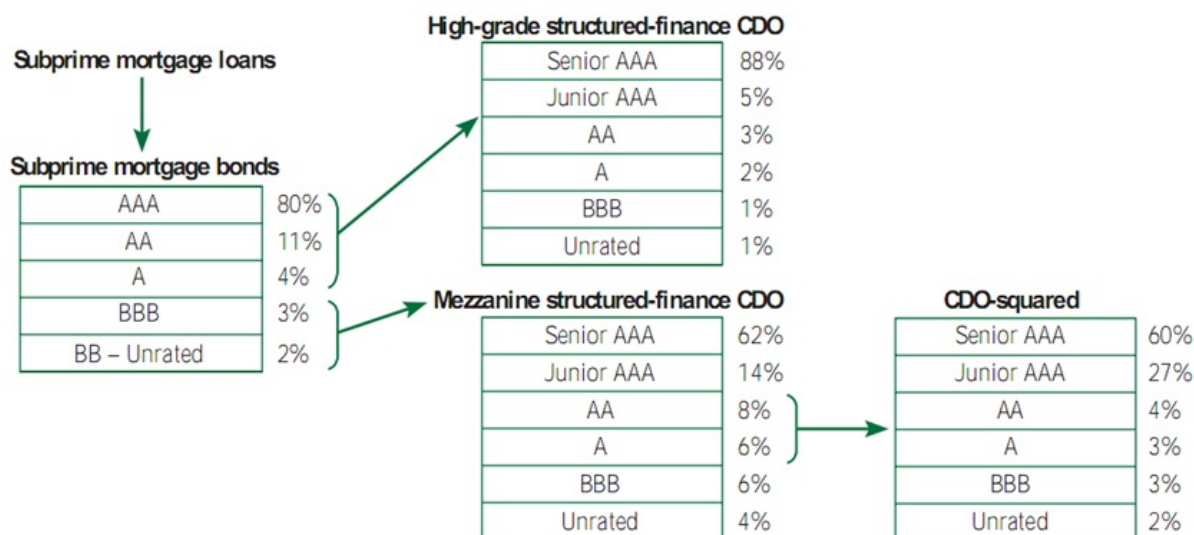 Subprime mortgage loans
Subprime mortgage bonds
AAA 80%
AA 11%
A 4%
BBB 3%
BB – Unrated 2%
High-grade structured-finance CDO
Senior AAA 88%
Junior AAA 5%
AA 3%
A 2%
BBB 1%
Unrated 1%
Mezzanine structured-finance CDO
Senior AAA 62%
Junior AAA 14%
AA 8%
A 6%
BBB 6%
Unrated 4%
CDO-squared
Senior AAA 60%
Junior AAA 27%
AA 4%
A 3%
BBB 3%
Unrated 2%